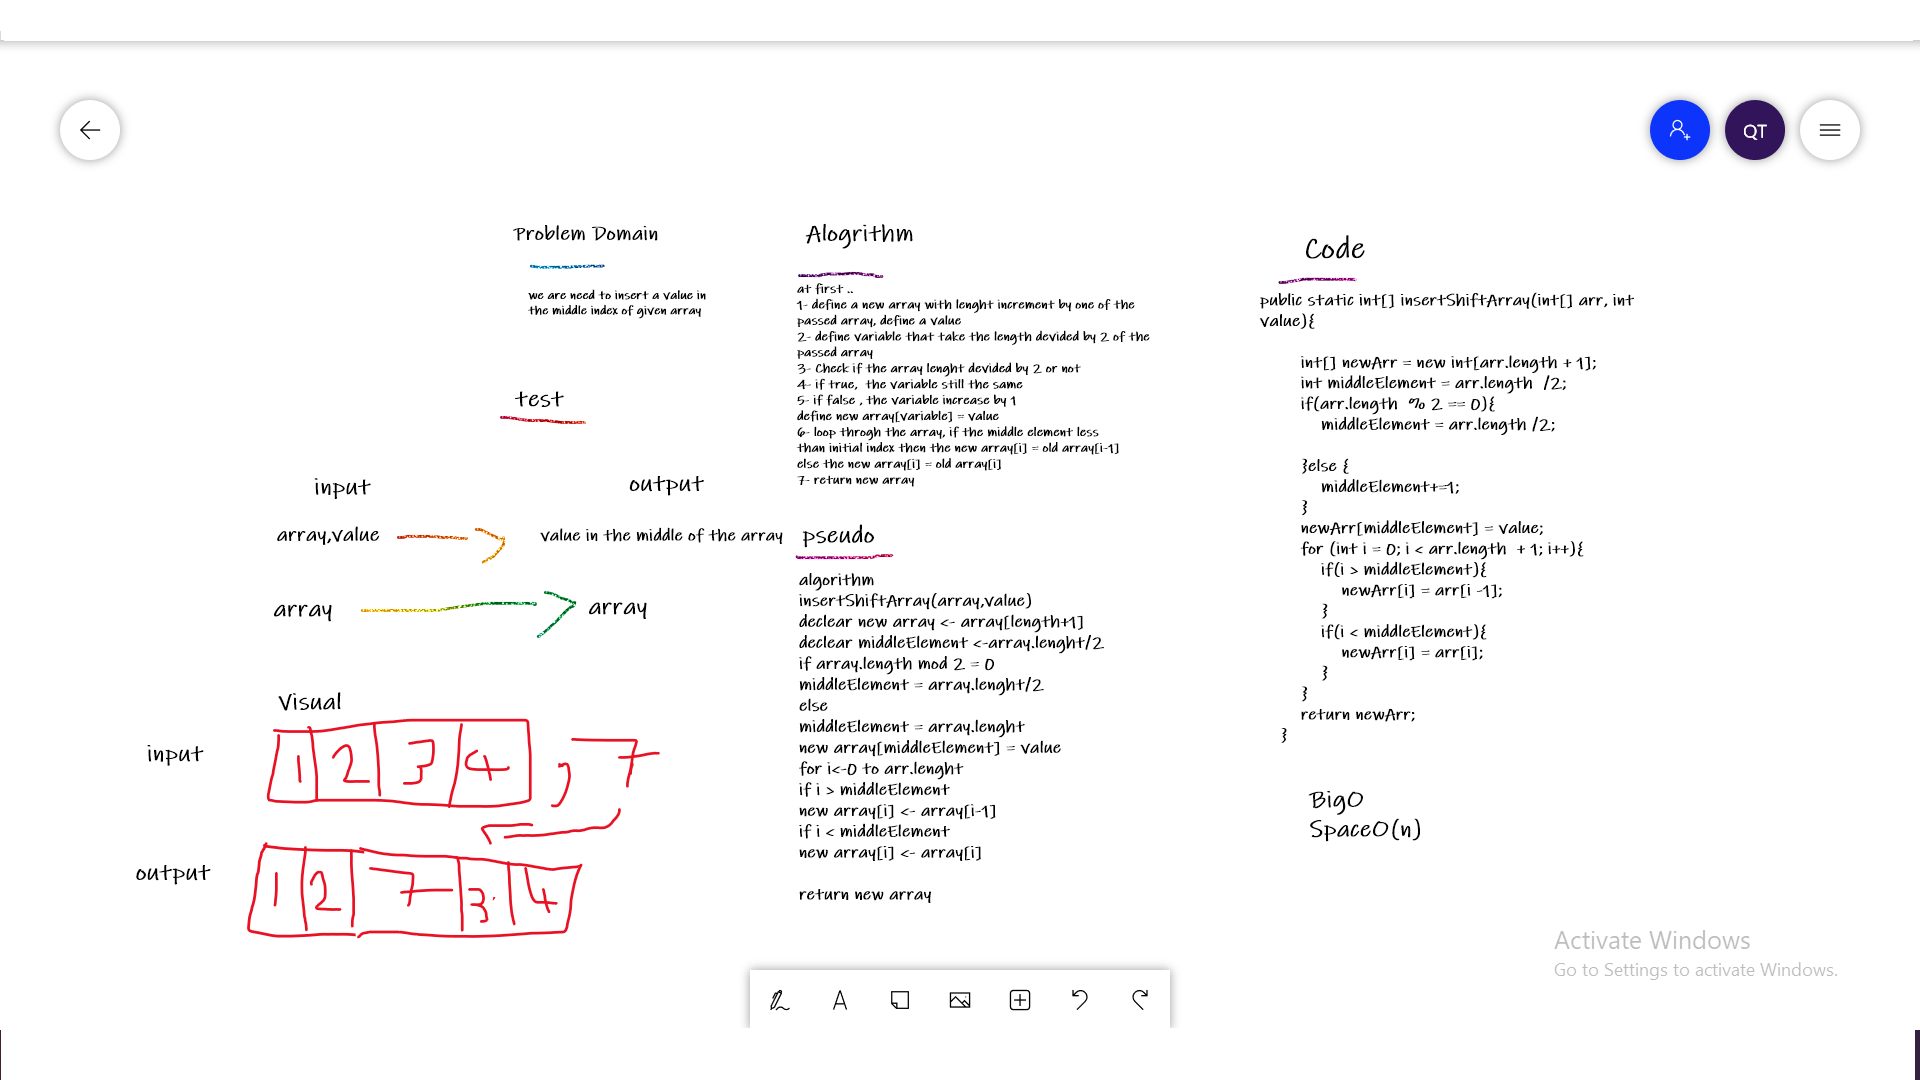 QT
Problem Domain
we are need to insert a value in
the middle index of given array
test
input
output
array,value
value in the middle of the array
array
array
Visual
input
1 2 3 4 , 7
output
1 2 7 3 4
Alogrithm
at first ..
1- define a new array with lenght increment by one of the
passed array, define a value
2- define variable that take the length devided by 2 of the
passed array
3- Check if the array lenght devided by 2 or not
4- if true, the variable still the same
5- if false , the variable increase by 1
define new array[variable] = value
6- loop throgh the array, if the middle element less
than initial index then the new array[i] = old array[i-1]
else the new array[i] = old array[i]
7- return new array
pseudo
algorithm
insertShiftArray(array,value)
declear new array <- array[length+1]
declear middleElement <-array.lenght/2
if array.length mod 2 = 0
middleElement = array.lenght/2
else
middleElement = array.lenght
new array[middleElement] = value
for i<-0 to arr.lenght
if i > middleElement
new array[i] <- array[i-1]
if i < middleElement
new array[i] <- array[i]
return new array
Code
public static int[] insertShiftArray(int[] arr, int
value){
int[] newArr = new int[arr.length + 1];
int middleElement = arr.length /2;
if(arr.length % 2 == 0){
middleElement = arr.length /2;
}else {
middleElement+=1;
}
newArr[middleElement] = value;
for (int i = 0; i < arr.length + 1; i++){
if(i > middleElement){
newArr[i] = arr[i -1];
}
if(i < middleElement){
newArr[i] = arr[i];
}
}
return newArr;
}
BigO
SpaceO(n)
Activate Windows
Go to Settings to activate Windows.
A